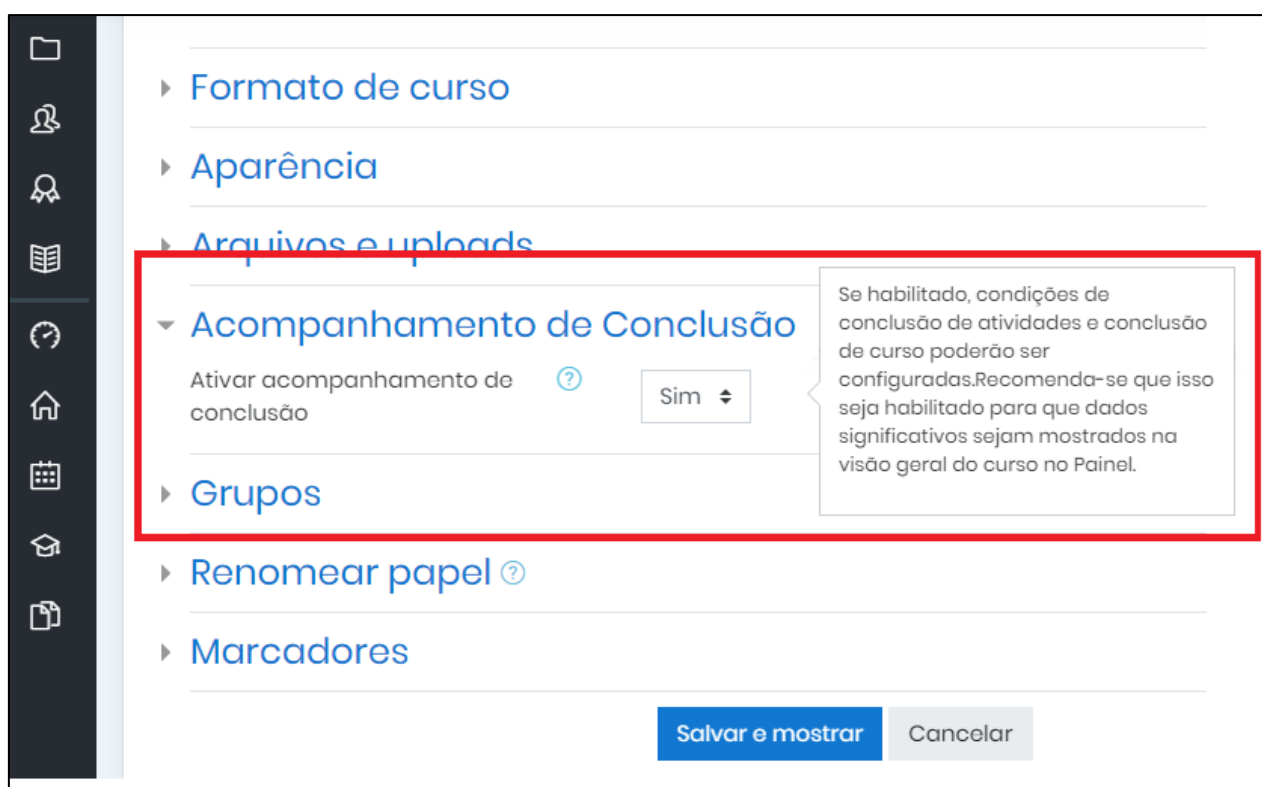 Formato de curso
Aparência
Arquivos e uploads
Acompanhamento de Conclusão
Ativar acompanhamento de
conclusão
Sim
Se habilitado, condições de
conclusão de atividades e conclusão
de curso poderão ser
configuradas.Recomenda-se que isso
seja habilitado para que dados
significativos sejam mostrados na
visão geral do curso no Painel.
Grupos
Renomear papel
Marcadores
Salvar e mostrar
Cancelar